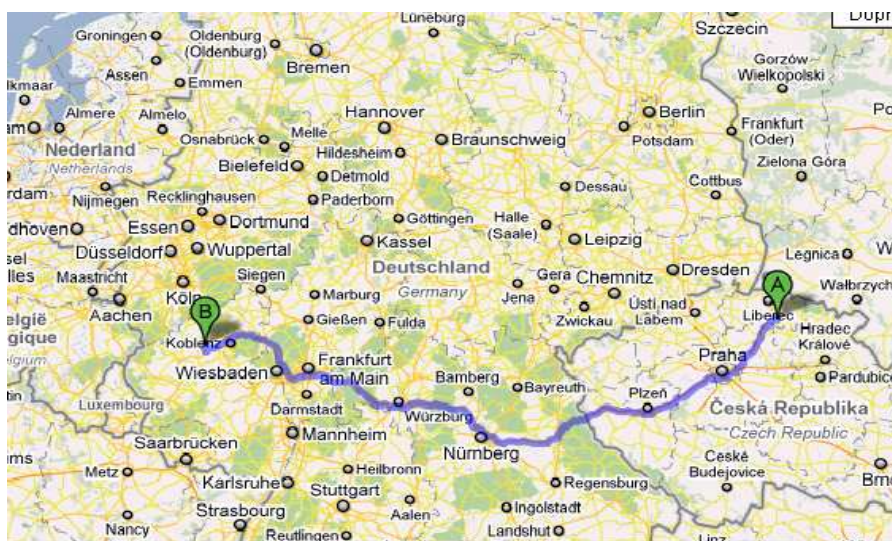 Lüneburg
Szczecin
Groningen
Oldenburg
(Oldenburg)
Bremen
Assen
Emmen
Gorzów
Wielkopolski
Almere
Almelo
Hannover
Berlin
Nederland
Netherlands
Osnabrück
Melle
Braunschweig
Potsdam
Frankfurt
(Oder)
Bielefeld
Hildesheim
Zielona Góra
Nijmegen
Detmold
Dessau
Cottbus
Recklinghausen
Paderborn
Essen
Dortmund
Göttingen
Halle
(Saale)
Leipzig
Düsseldorf
Wuppertal
Kassel
Legnica
Maastricht
Siegen
Deutschland
Germany
Gera
Chemnitz
Dresden
Köln
Aachen
Marburg
Jena
Zwickau
Ústí nad
Labem
A
Liberec
Wałbrzych
B
Koblenz
Gießen
Fulda
Hradec
Králové
Wiesbaden
Frankfurt
am Main
Bamberg
Bayreuth
Praha
Pardubice
Luxembourg
Darmstadt
Würzburg
Plzeň
Česká Republika
Czech Republic
Saarbrücken
Mannheim
Nürnberg
Metz
Karlsruhe
Heilbronn
Regensburg
České
Budejovice
Nancy
Stuttgart
Aalen
Ingolstadt
Strasbourg
Reutlingen
Landshut
Linz